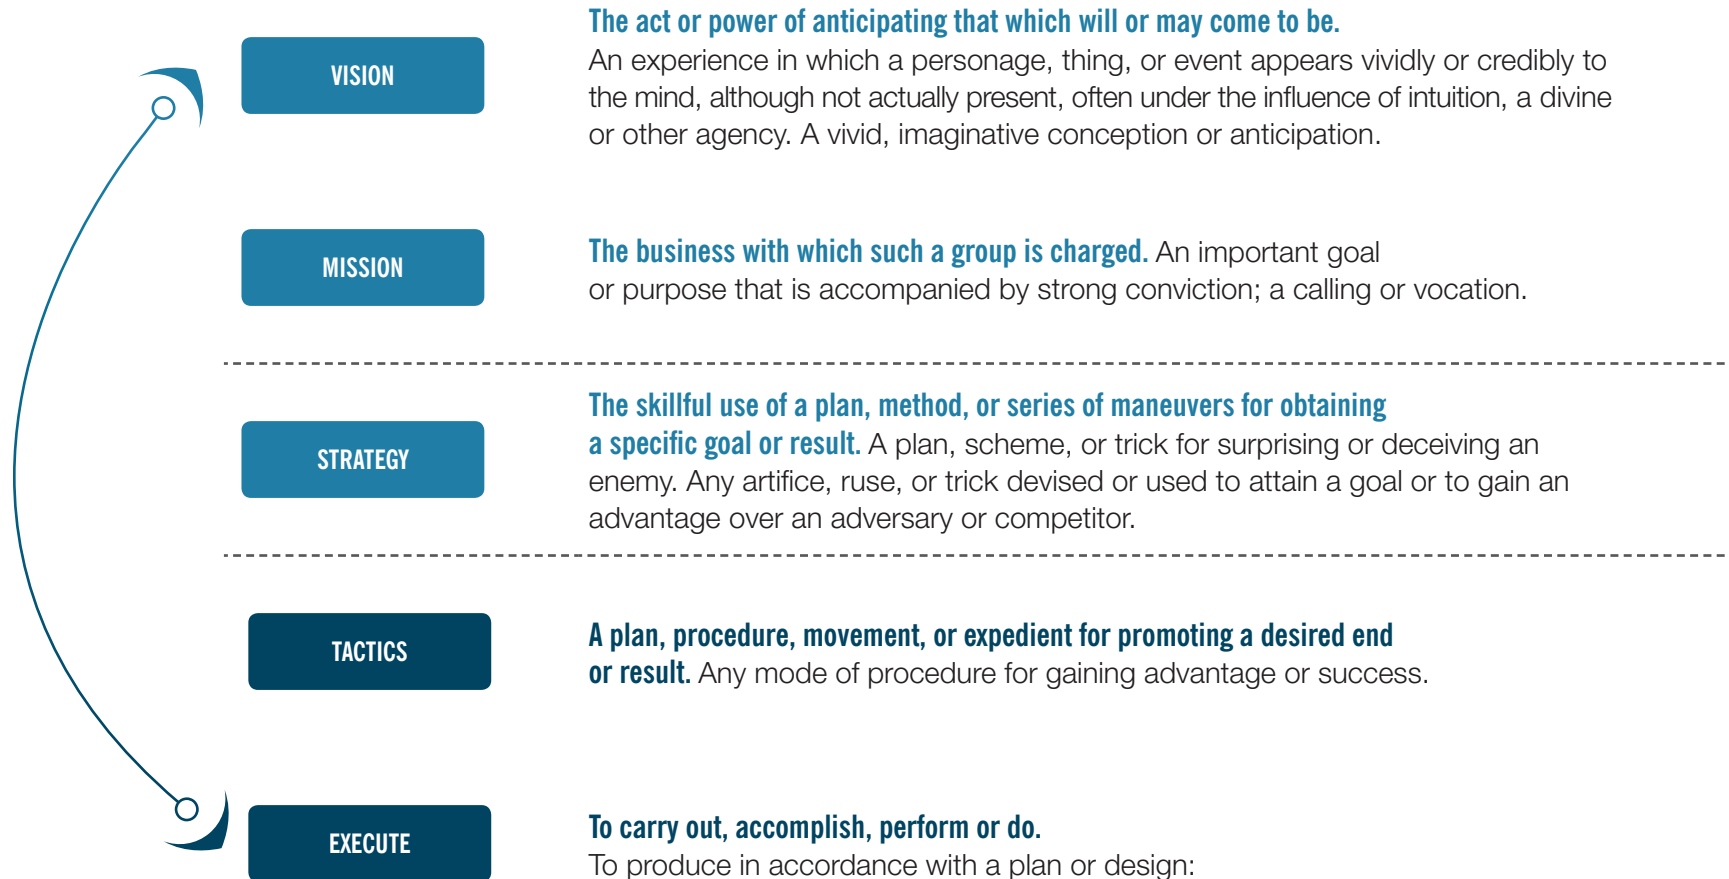 VISION
The act or power of anticipating that which will or may come to be.
An experience in which a personage, thing, or event appears vividly or credibly to
the mind, although not actually present, often under the influence of intuition, a divine
or other agency. A vivid, imaginative conception or anticipation.
MISSION
The business with which such a group is charged. An important goal
or purpose that is accompanied by strong conviction; a calling or vocation.
STRATEGY
The skillful use of a plan, method, or series of maneuvers for obtaining
a specific goal or result. A plan, scheme, or trick for surprising or deceiving an
enemy. Any artifice, ruse, or trick devised or used to attain a goal or to gain an
advantage over an adversary or competitor.
TACTICS
A plan, procedure, movement, or expedient for promoting a desired end
or result. Any mode of procedure for gaining advantage or success.
EXECUTE
To carry out, accomplish, perform or do.
To produce in accordance with a plan or design: